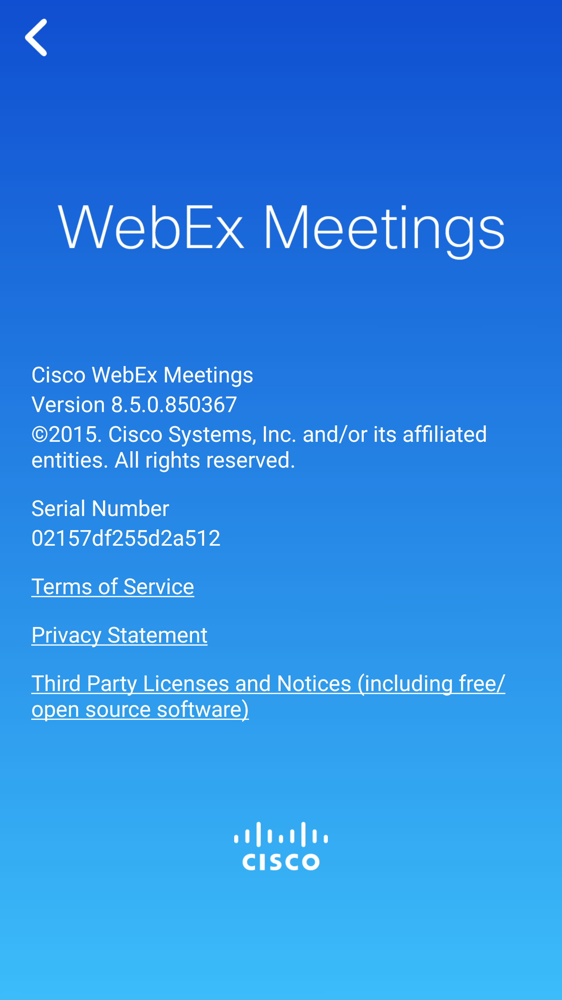 WebEx Meetings
Cisco WebEx Meetings
Version 8.5.0.850367
©2015. Cisco Systems, Inc. and/or its affiliated
entities. All rights reserved.
Serial Number
02157df255d2a512
Terms of Service
Privacy Statement
Third Party Licenses and Notices (including free/
open source software)
CISCO